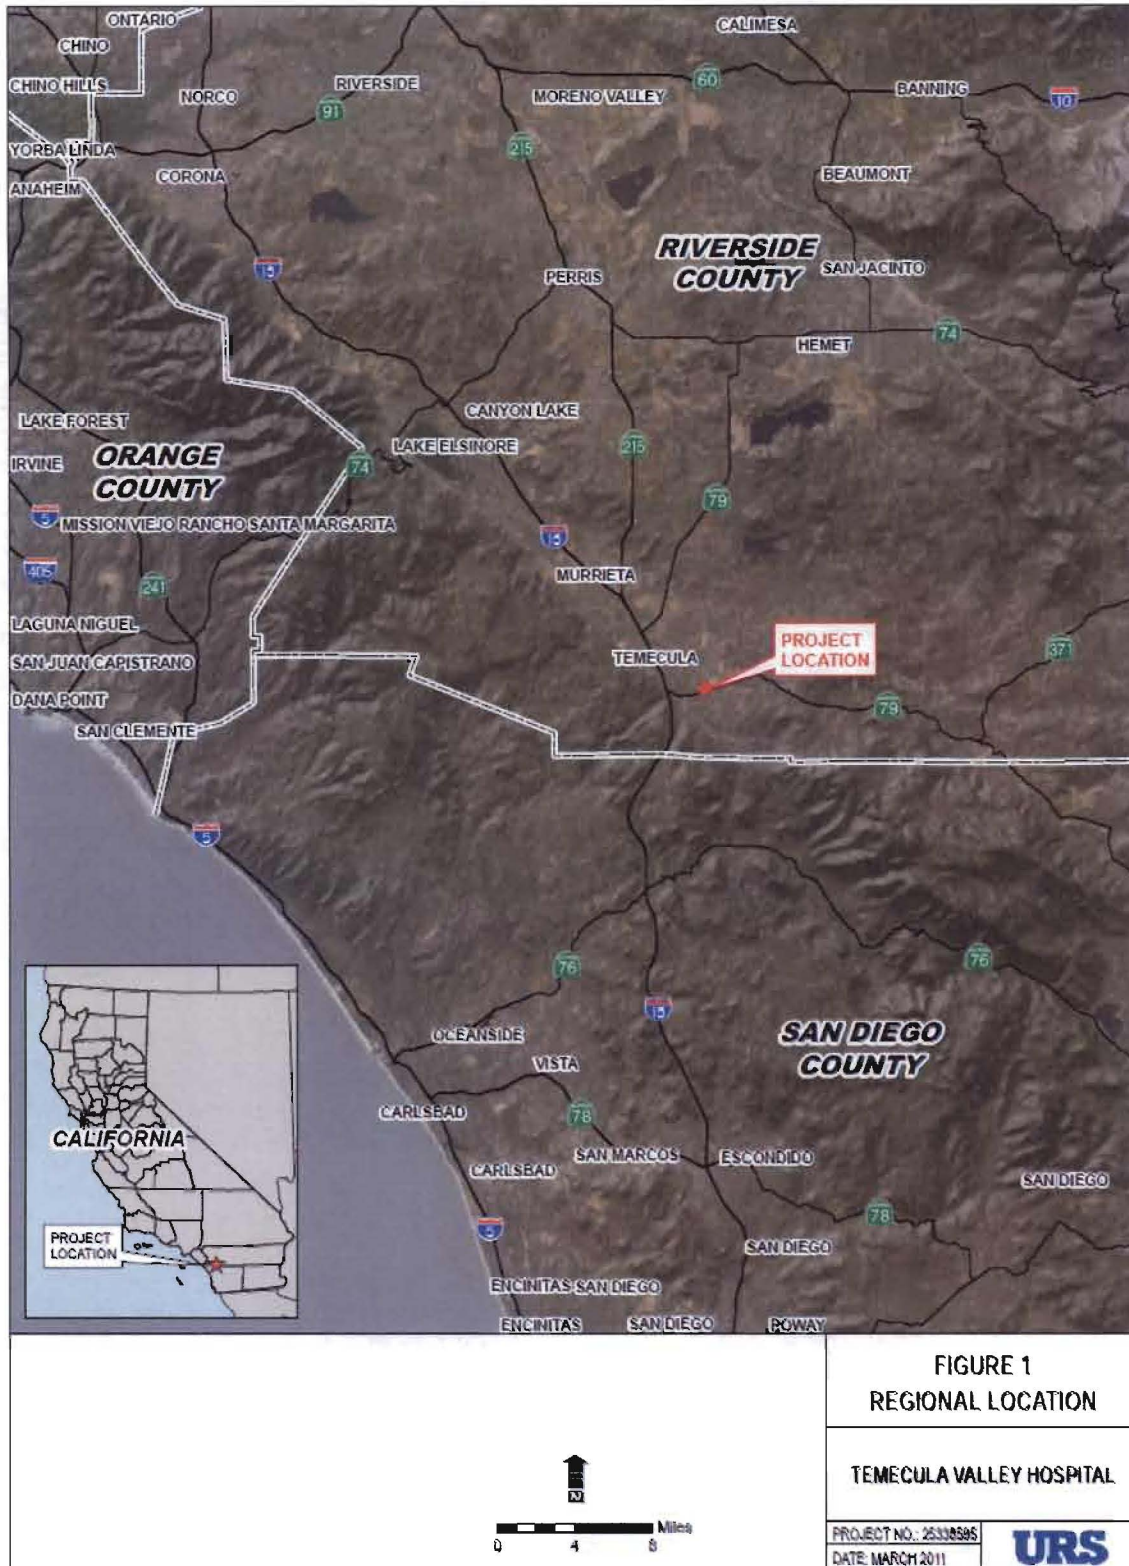 ONTARIO
CALIMESA
CHINO
CHINO HILLS
RIVERSIDE
60
BANNING
NORCO
MORENO VALLEY
10
91
215
YORBA LINDA
CORONA
BEAUMONT
ANAHEIM
RIVERSIDE
COUNTY
15
SAN JACINTO
PERRIS
74
HEMET
CANYON LAKE
LAKE FOREST
LAKE ELSINORE
215
ORANGE
COUNTY
IRVINE
74
79
5
MISSION VIEJO RANCHO SANTA MARGARITA
15
405
MURRIETA
241
LAGUNA NIGUEL
PROJECT
LOCATION
371
SAN JUAN CAPISTRANO
TEMECULA
DANA POINT
79
SAN CLEMENTE
5
76
76
15
OCEANSIDE
SAN DIEGO
COUNTY
VISTA
CARLSBAD
78
CALIFORNIA
SAN MARCOS
ESCONDIDO
CARLSBAD
SAN DIEGO
78
5
PROJECT
LOCATION
SAN DIEGO
ENCINITAS SAN DIEGO
ENCINITAS
SAN DIEGO
POWAY
FIGURE 1
REGIONAL LOCATION
TEMECULA VALLEY HOSPITAL
N
Miles
0 4 8
PROJECT NO.:
DATE: MARCH 2011
URS